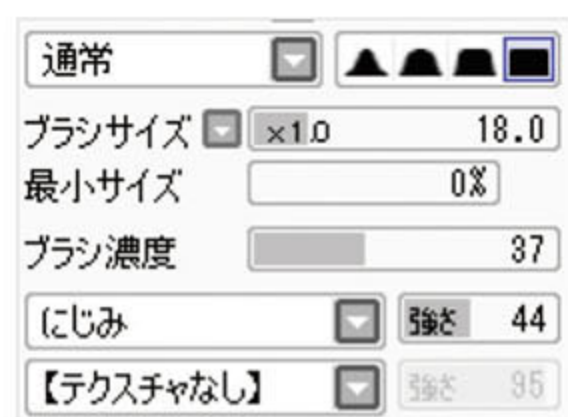 通常
ブラシサイズ ×1.0 18.0
最小サイズ 0%
ブラシ濃度 37
にじみ 強さ 44
【テクスチャなし】 強さ 95